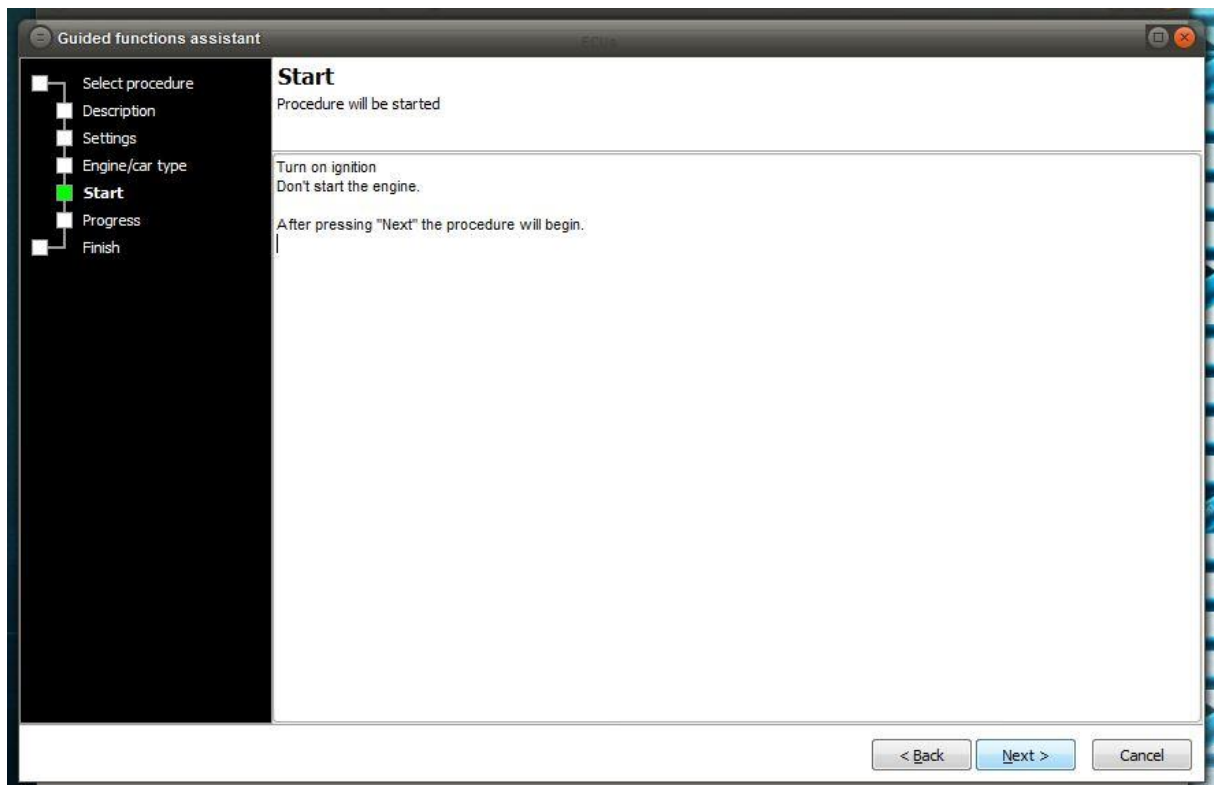 Guided functions assistant
ECUs
Select procedure
Description
Settings
Engine/car type
Start
Progress
Finish
Start
Procedure will be started
Turn on ignition
Don't start the engine.
After pressing "Next" the procedure will begin.
< Back
Next >
Cancel